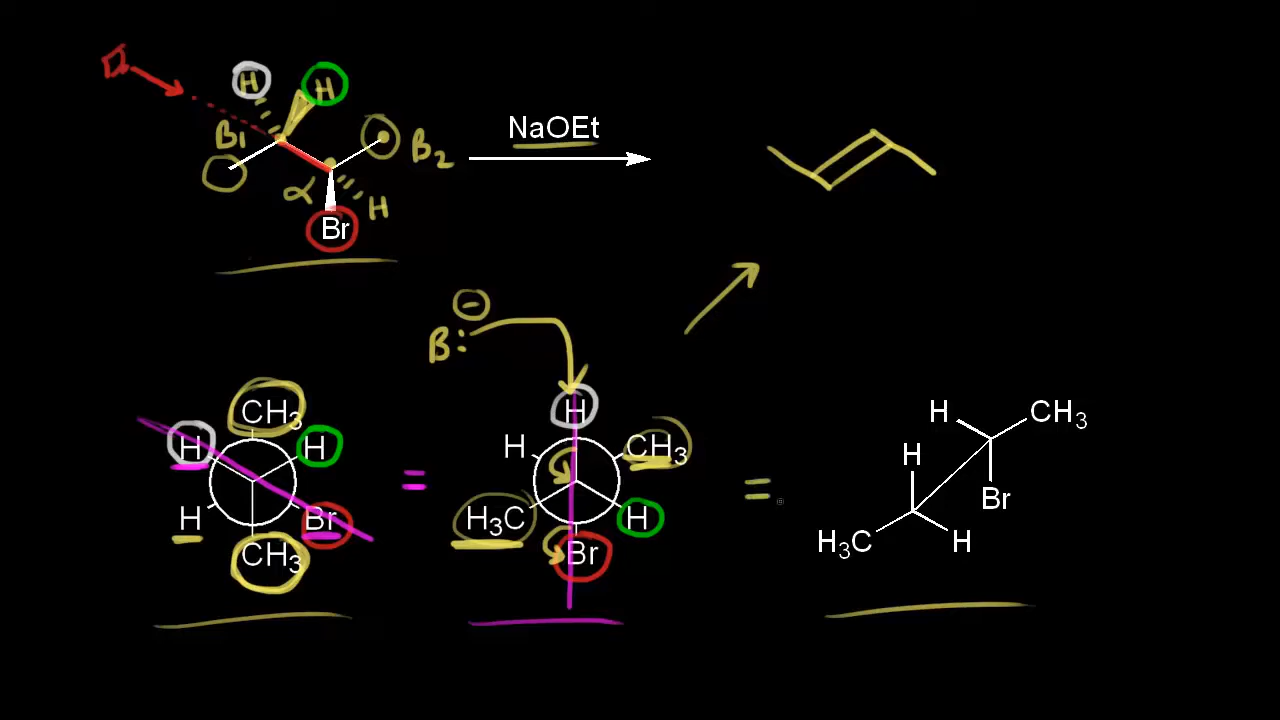 H H
B1
B2
α
H
Br
NaOEt
B: −
CH3
H H
H Br
CH3
=
H
H CH3
H3C H
Br
=
H CH3
H
Br
H3C H